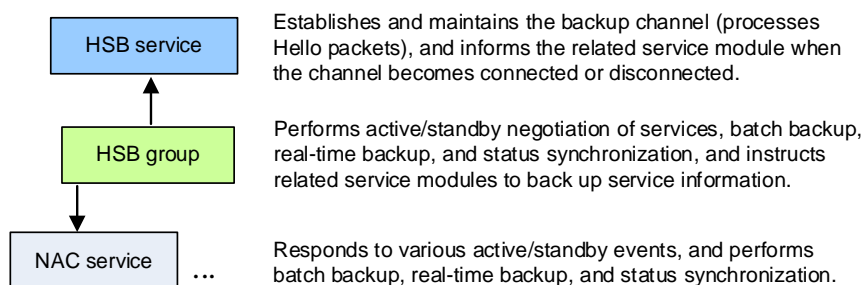 HSB service
Establishes and maintains the backup channel (processes
Hello packets), and informs the related service module when
the channel becomes connected or disconnected.
HSB group
Performs active/standby negotiation of services, batch backup,
real-time backup, and status synchronization, and instructs
related service modules to back up service information.
NAC service
...
Responds to various active/standby events, and performs
batch backup, real-time backup, and status synchronization.